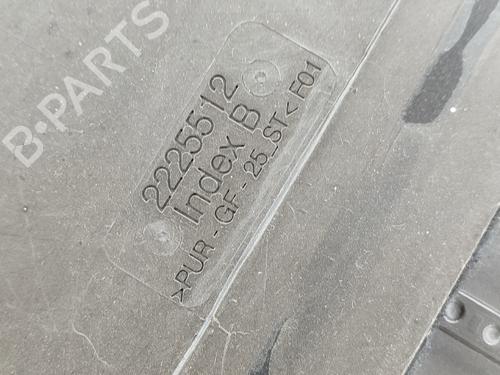 B-PARTS
2225512
Index B
>PUR - GF - 25_ST< F01